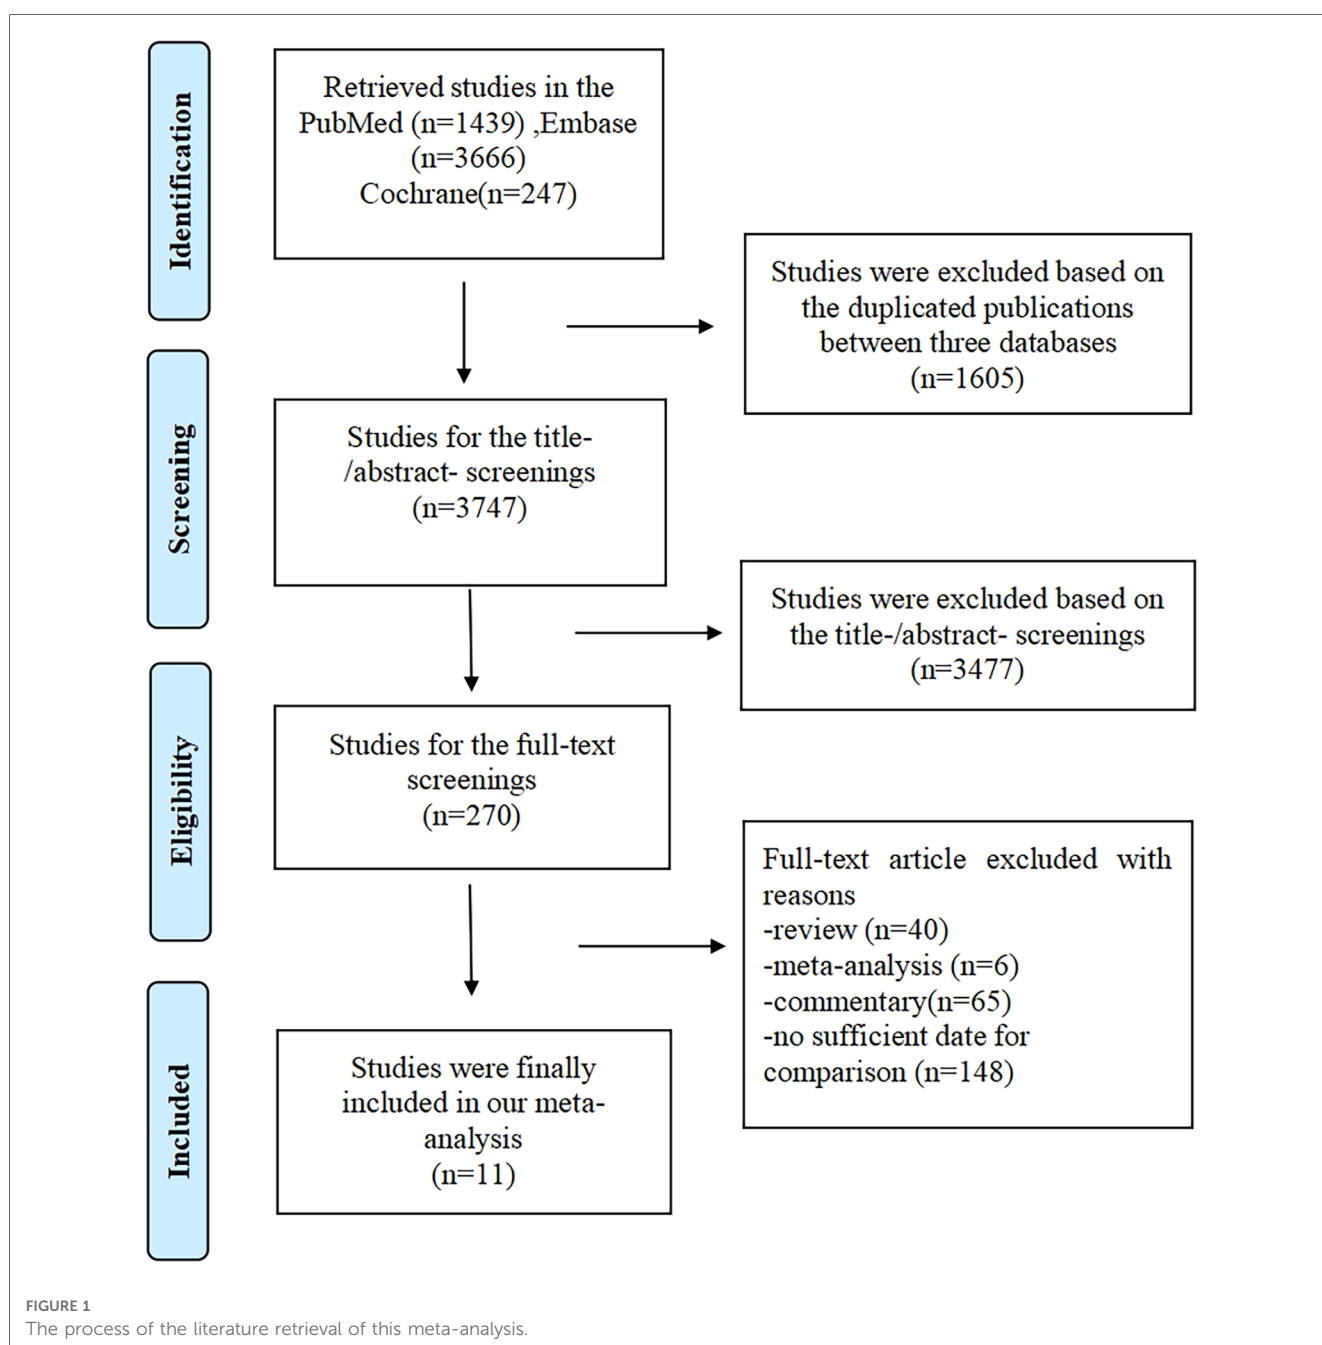 Identification
Retrieved studies in the
PubMed (n=1439) ,Embase
(n=3666)
Cochrane(n=247)
Studies were excluded based on
the duplicated publications
between three databases
(n=1605)
Screening
Studies for the title-
/abstract- screenings
(n=3747)
Studies were excluded based on
the title-/abstract- screenings
(n=3477)
Eligibility
Studies for the full-text
screenings
(n=270)
Full-text article excluded with
reasons
-review (n=40)
-meta-analysis (n=6)
-commentary(n=65)
-no sufficient date for
comparison (n=148)
Included
Studies were finally
included in our meta-
analysis
(n=11)
FIGURE 1
The process of the literature retrieval of this meta-analysis.